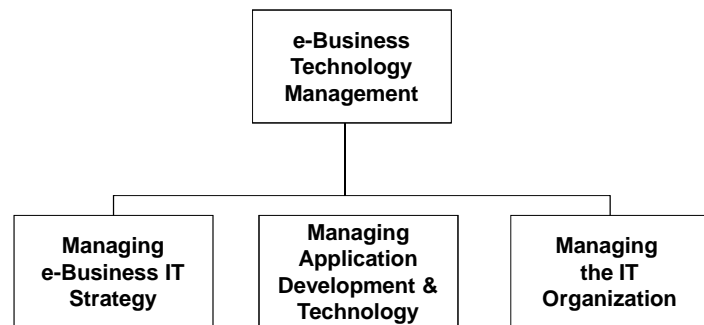 e-Business
Technology
Management
Managing
e-Business IT
Strategy
Managing
Application
Development &
Technology
Managing
the IT
Organization